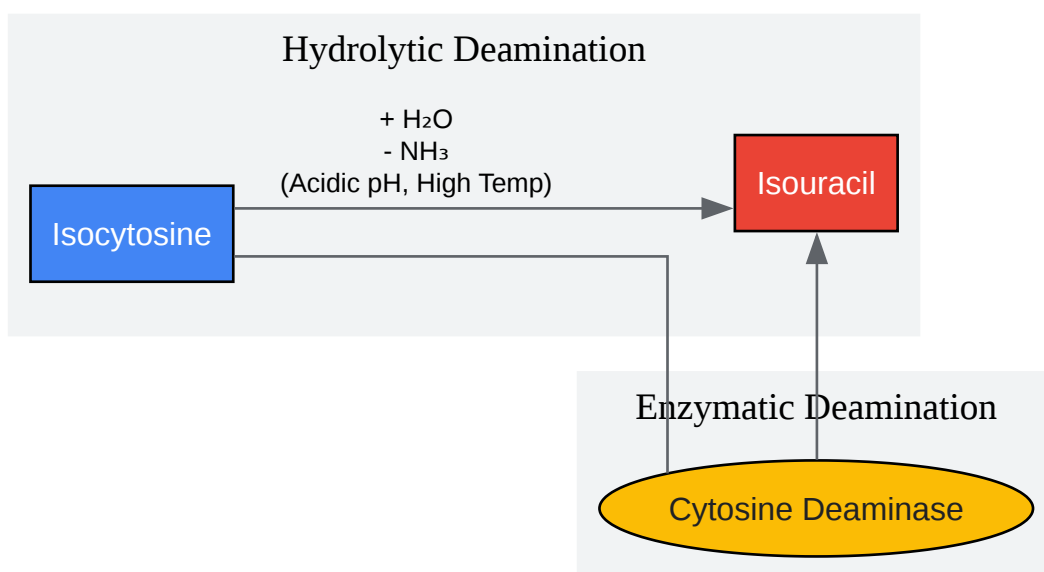 Hydrolytic Deamination
+ H₂O
- NH₃
(Acidic pH, High Temp)
Isocytosine
Isouracil
Enzymatic Deamination
Cytosine Deaminase